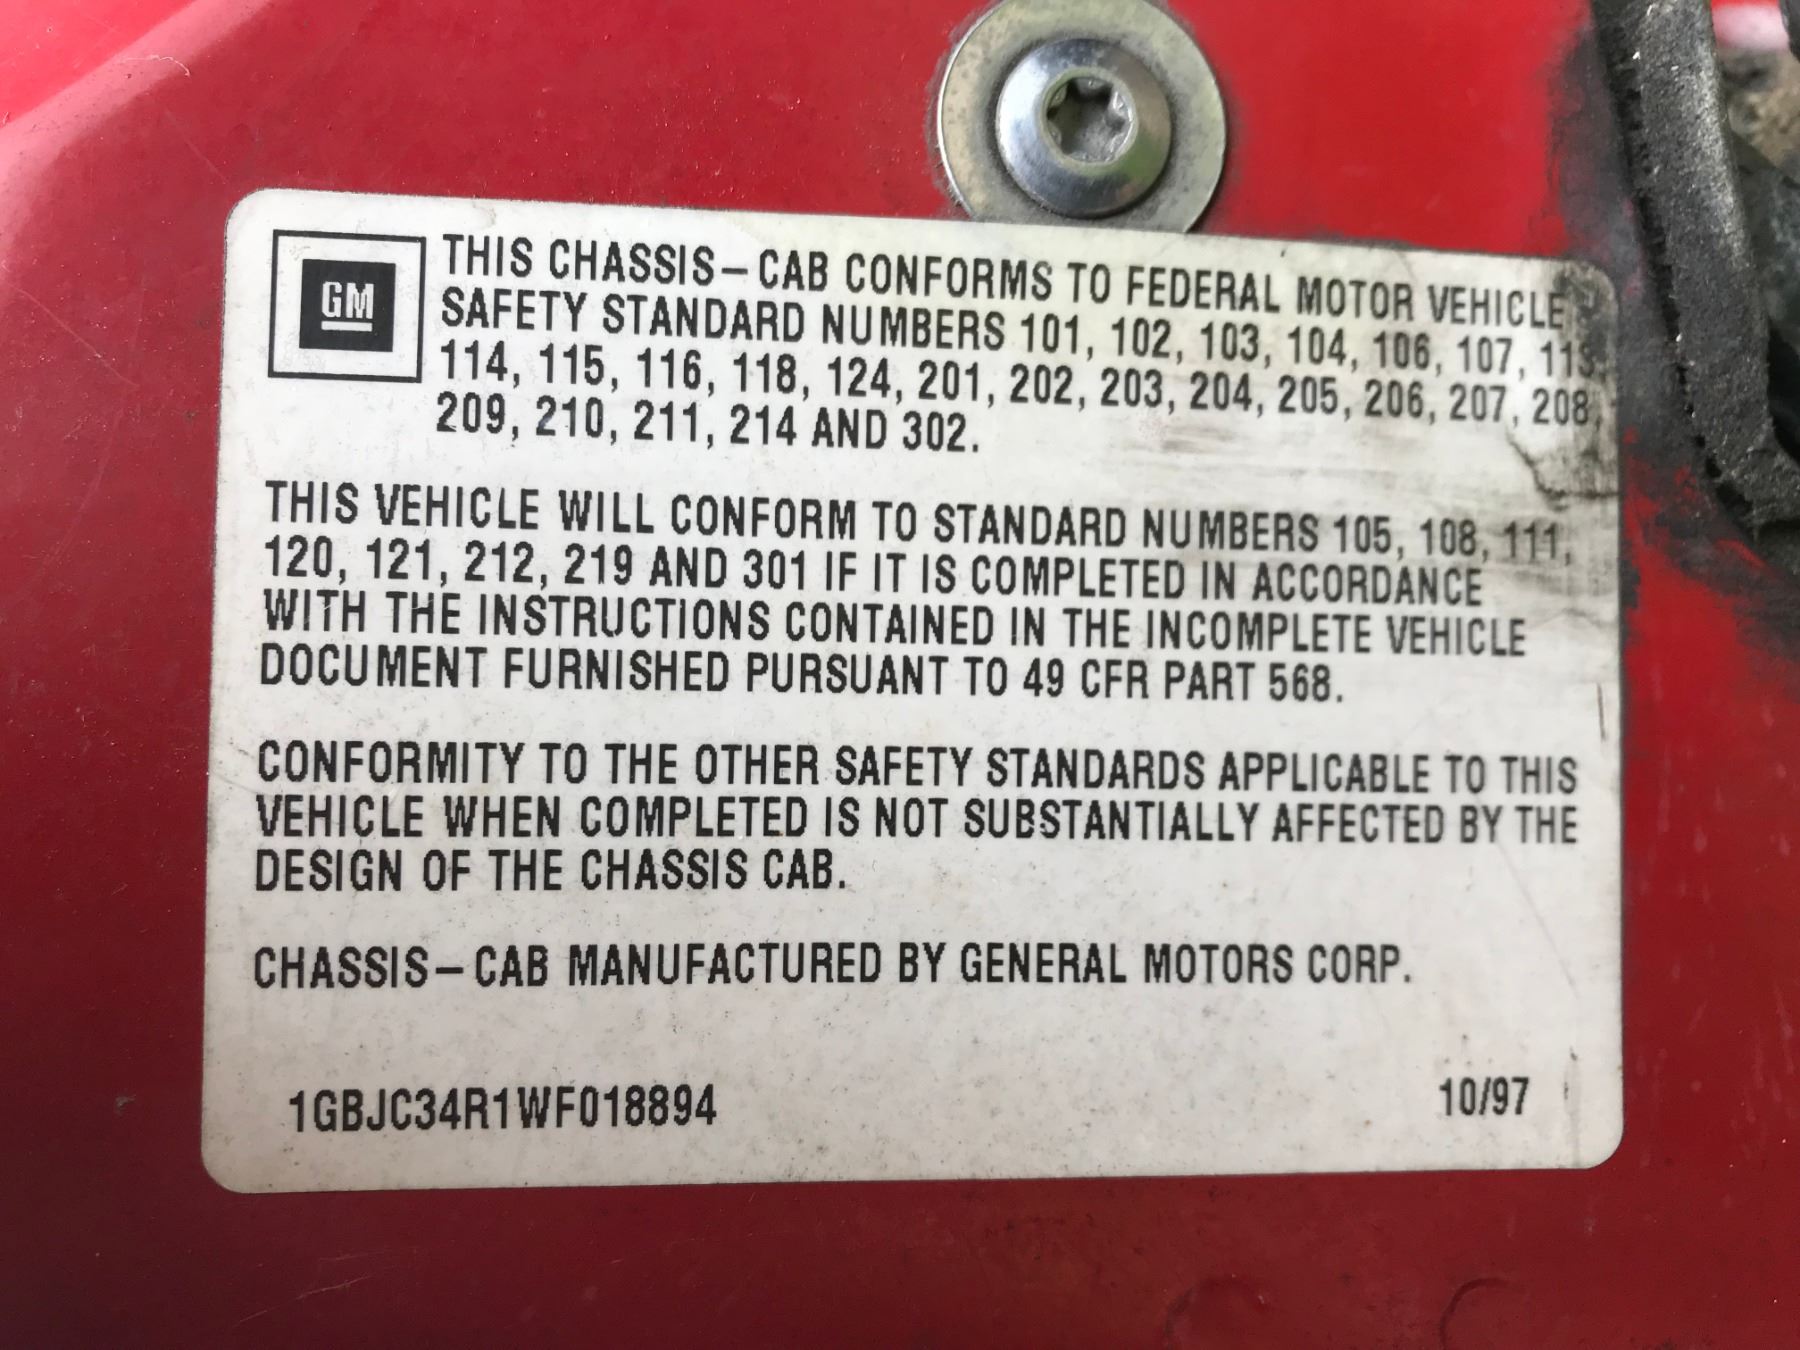 GM
THIS CHASSIS–CAB CONFORMS TO FEDERAL MOTOR VEHICLE
SAFETY STANDARD NUMBERS 101, 102, 103, 104, 106, 107, 113,
114, 115, 116, 118, 124, 201, 202, 203, 204, 205, 206, 207, 208,
209, 210, 211, 214 AND 302.
THIS VEHICLE WILL CONFORM TO STANDARD NUMBERS 105, 108, 111,
120, 121, 212, 219 AND 301 IF IT IS COMPLETED IN ACCORDANCE
WITH THE INSTRUCTIONS CONTAINED IN THE INCOMPLETE VEHICLE
DOCUMENT FURNISHED PURSUANT TO 49 CFR PART 568.
CONFORMITY TO THE OTHER SAFETY STANDARDS APPLICABLE TO THIS
VEHICLE WHEN COMPLETED IS NOT SUBSTANTIALLY AFFECTED BY THE
DESIGN OF THE CHASSIS CAB.
CHASSIS–CAB MANUFACTURED BY GENERAL MOTORS CORP.
1GBJC34R1WF018894 10/97